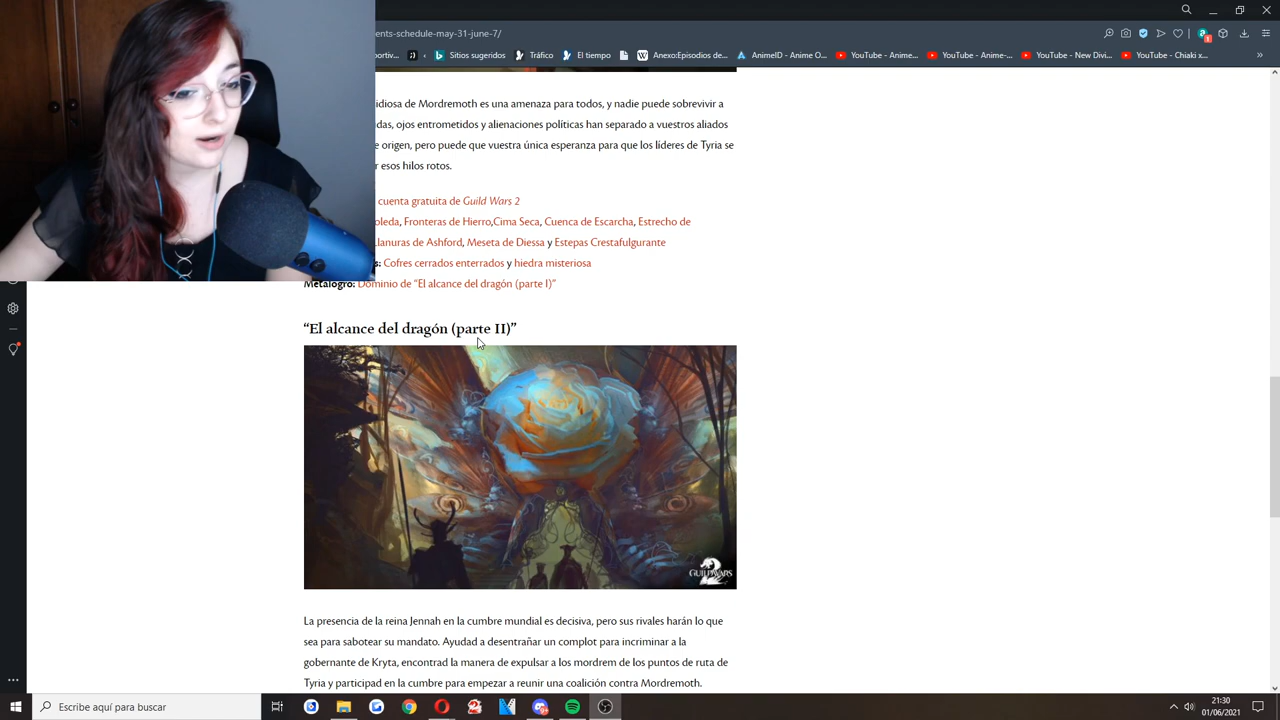 ents-schedule-may-31-june-7/
portiv... Sitios sugeridos Tráfico El tiempo Anexo:Episodios de... AnimeID - Anime O... YouTube - Anime... YouTube - Anime-... YouTube - New Divi... YouTube - Chiaki x...
idiosa de Mordremoth es una amenaza para todos, y nadie puede sobrevivir a
das, ojos entrometidos y alienaciones políticas han separado a vuestros aliados
e origen, pero puede que vuestra única esperanza para que los líderes de Tyria se
r esos hilos rotos.
cuenta gratuita de Guild Wars 2
oleda, Fronteras de Hierro,Cima Seca, Cuenca de Escarcha, Estrecho de
Llanuras de Ashford, Meseta de Diessa y Estepas Crestafulgurante
s: Cofres cerrados enterrados y hiedra misteriosa
Metalogro: Dominio de “El alcance del dragón (parte I)”
“El alcance del dragón (parte II)”
GUILD WARS 2
La presencia de la reina Jennah en la cumbre mundial es decisiva, pero sus rivales harán lo que
sea para sabotear su mandato. Ayudad a desentrañar un complot para incriminar a la
gobernante de Kryta, encontrad la manera de expulsar a los mordrem de los puntos de ruta de
Tyria y participad en la cumbre para empezar a reunir una coalición contra Mordremoth.
Escribe aquí para buscar
21:30
01/06/2021